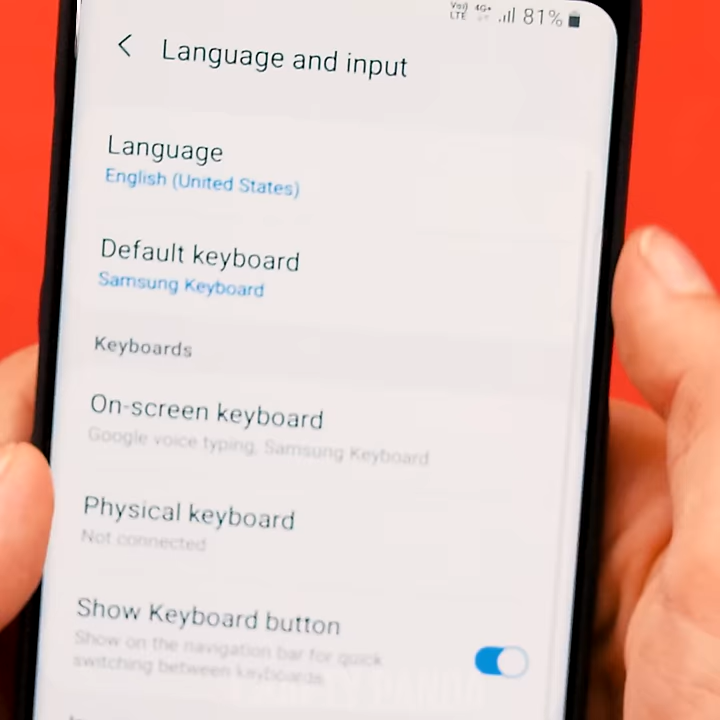 Vo)) 4G+ 81%
LTE
Language and input
Language
English (United States)
Default keyboard
Samsung Keyboard
Keyboards
On-screen keyboard
Google voice typing, Samsung Keyboard
Physical keyboard
Not connected
Show Keyboard button
Show on the navigation bar for quick
switching between keyboards